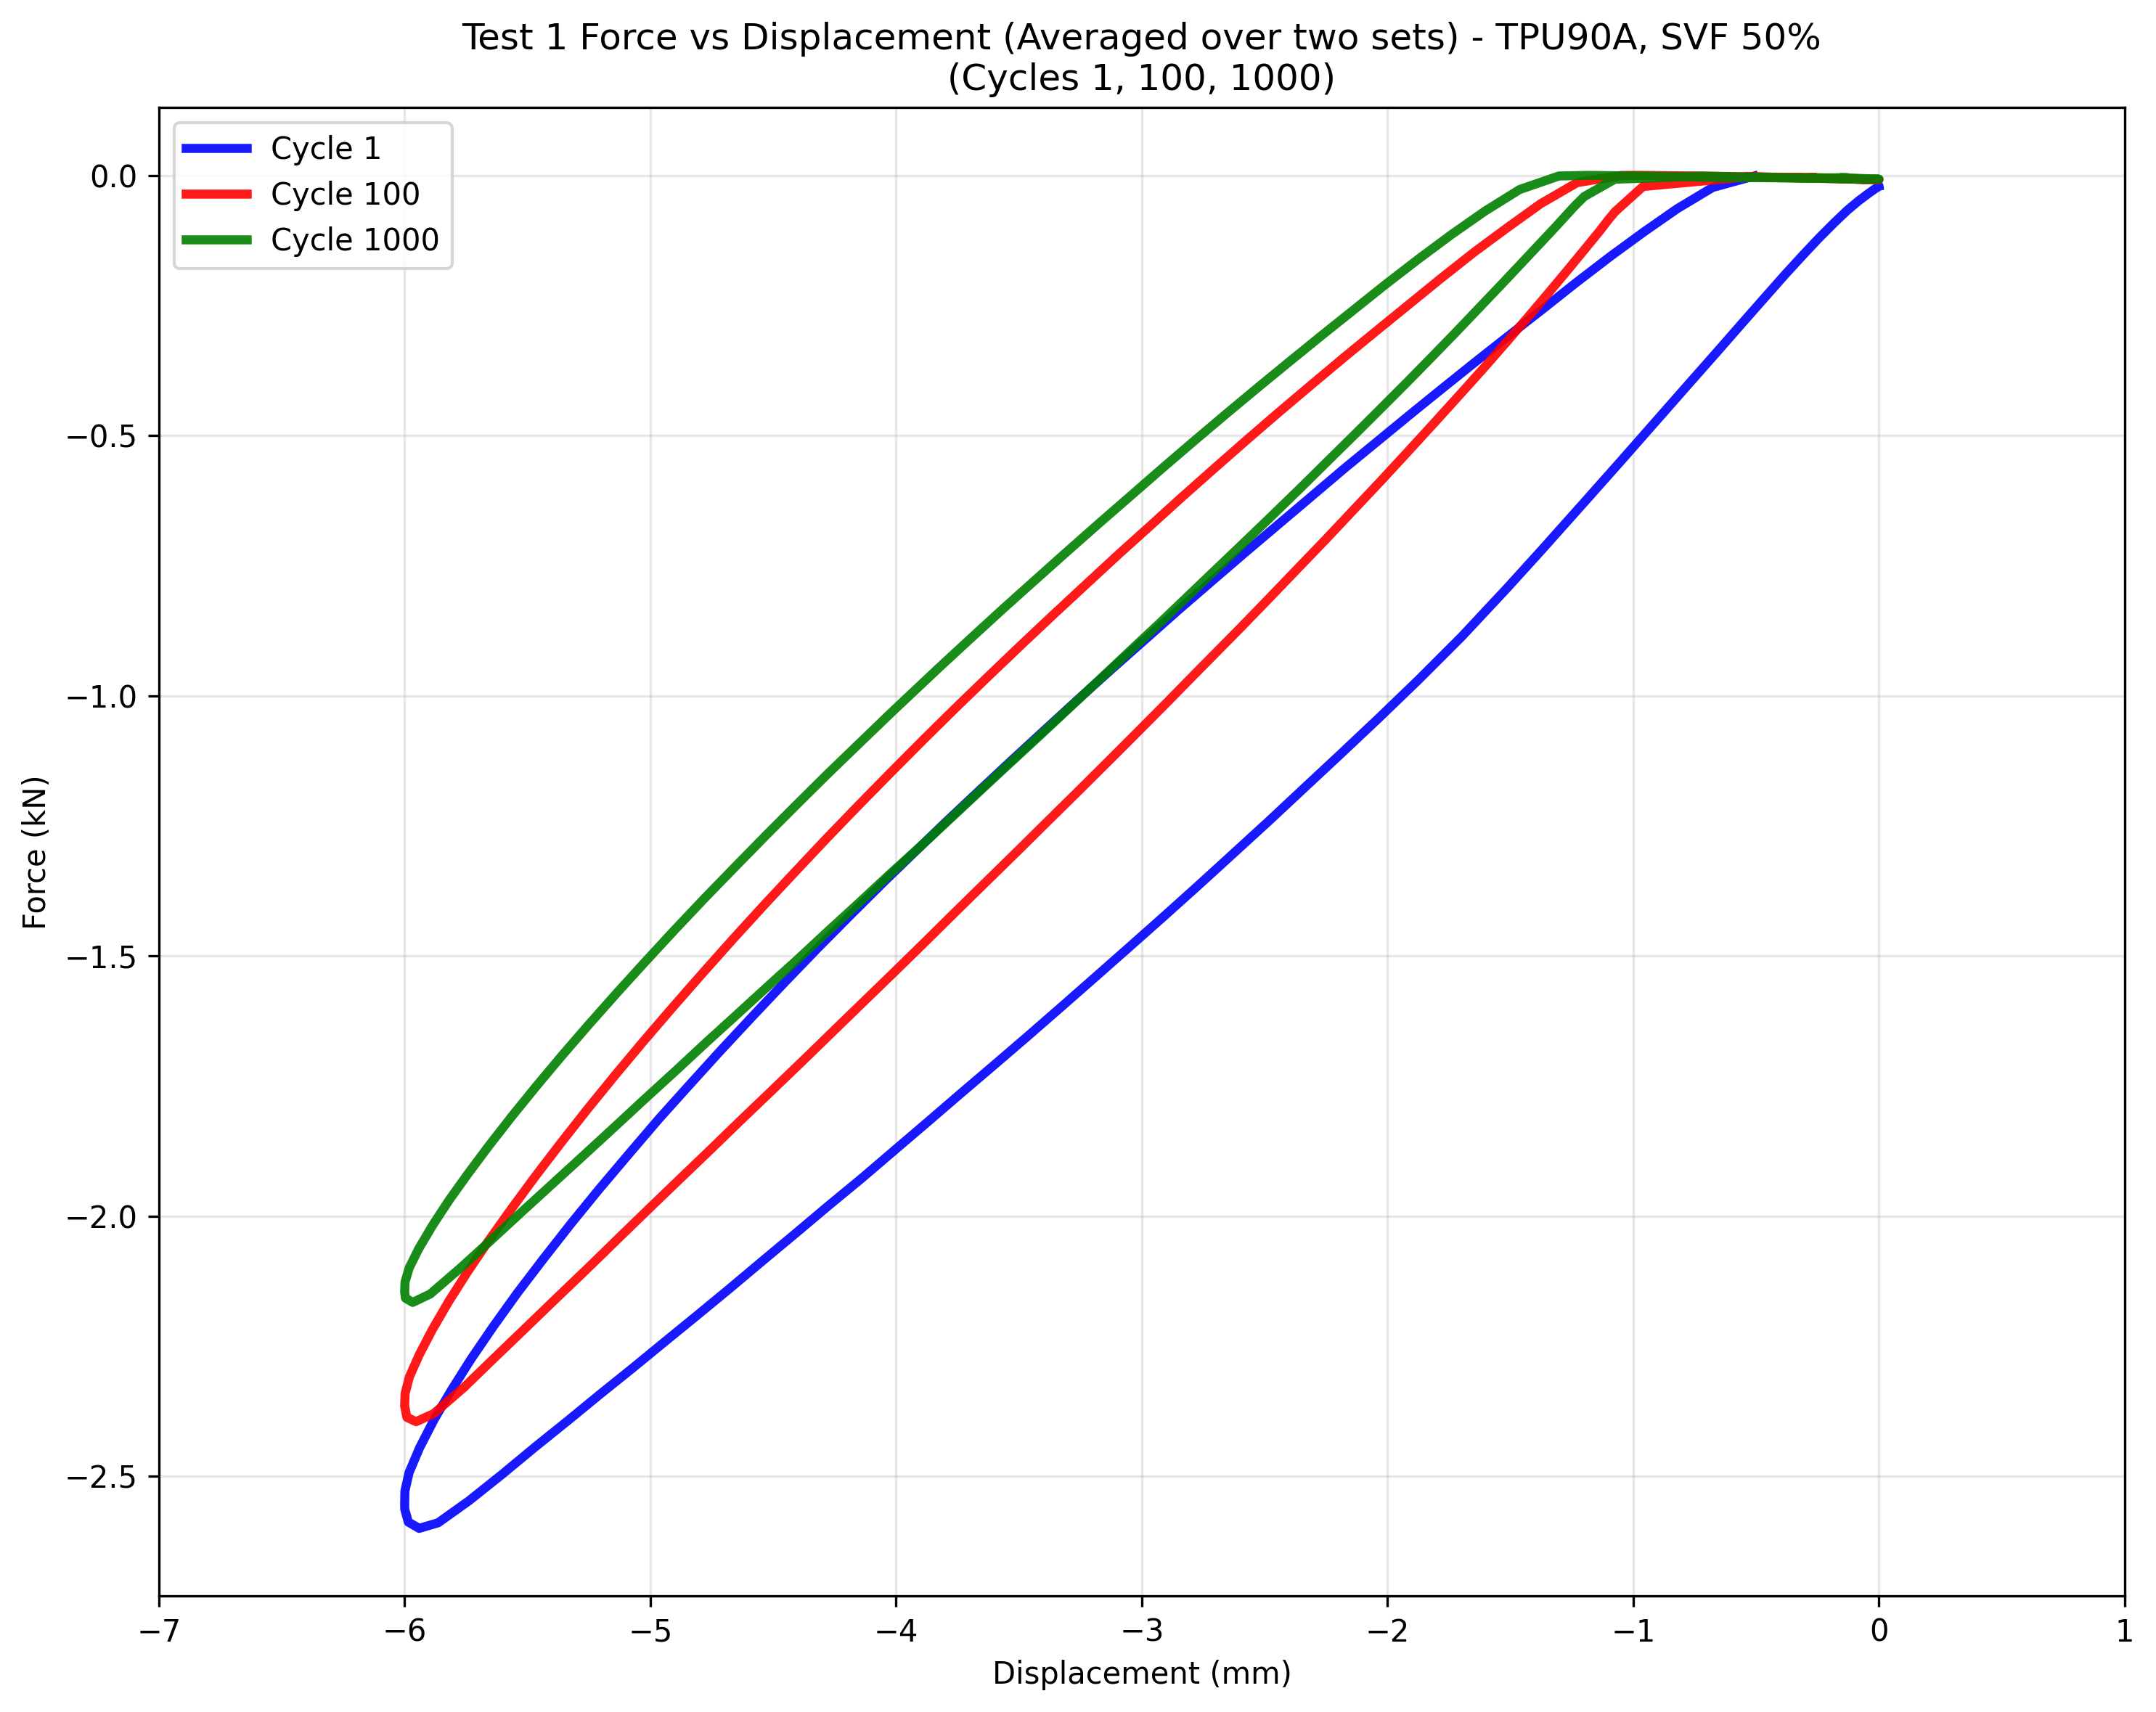 Test 1 Force vs Displacement (Averaged over two sets) - TPU90A, SVF 50%
(Cycles 1, 100, 1000)
Cycle 1
Cycle 100
Cycle 1000
0.0
−0.5
−1.0
−1.5
−2.0
−2.5
Force (kN)
−7
−6
−5
−4
−3
−2
−1
0
1
Displacement (mm)